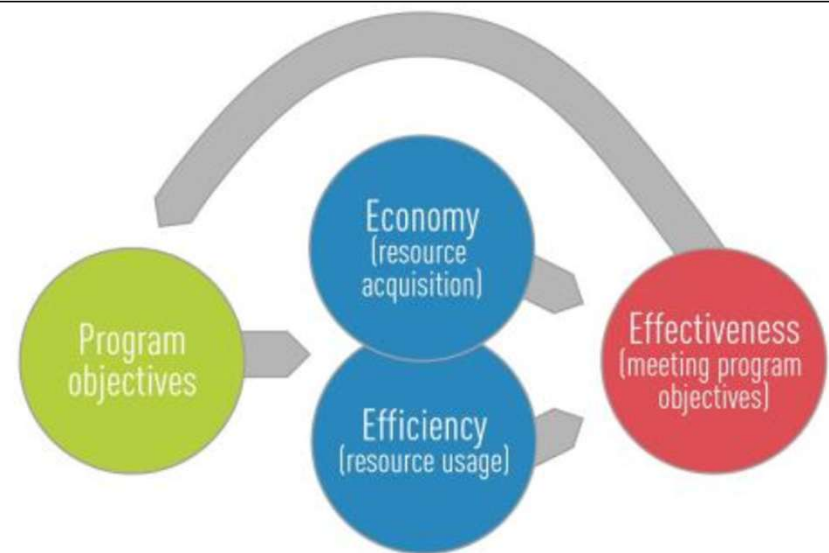 Program
objectives
Economy
(resource
acquisition)
Efficiency
(resource usage)
Effectiveness
(meeting program
objectives)